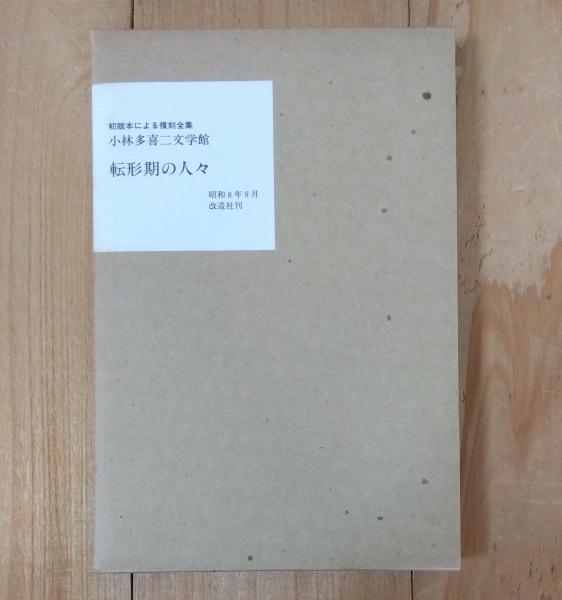 初版本による復刻全集
小林多喜二文学館
転形期の人々
昭和8年9月
改造社刊